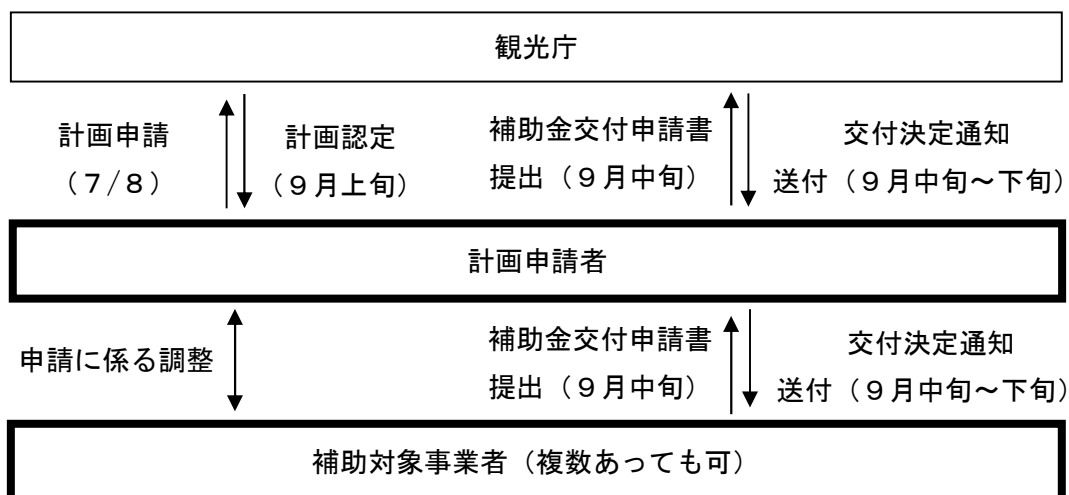 観光庁
計画申請
（７/８）
計画認定
（９月上旬）
補助金交付申請書
提出（９月中旬）
交付決定通知
送付（９月中旬～下旬）
計画申請者
申請に係る調整
補助金交付申請書
提出（９月中旬）
交付決定通知
送付（９月中旬～下旬）
補助対象事業者（複数あっても可）